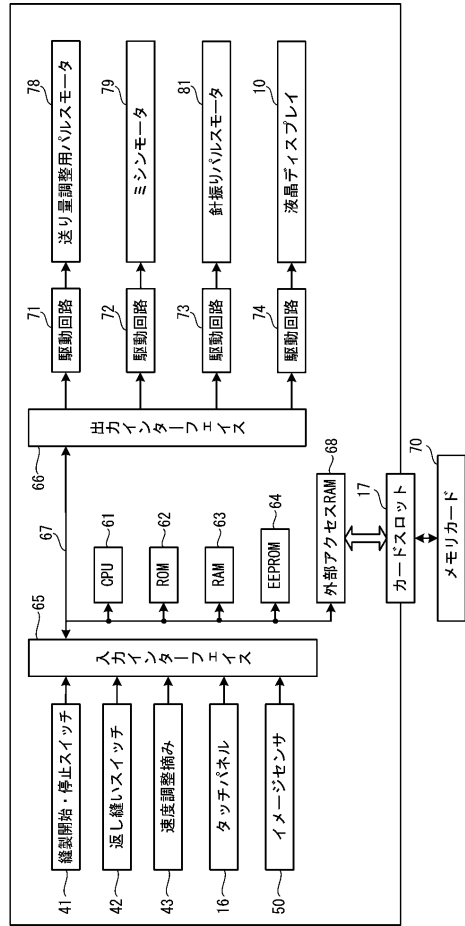 縫製開始・停止スイッチ
41
返し縫いスイッチ
42
速度調整摘み
43
タッチパネル
16
イメージセンサ
50
入力インターフェイス
65
67
CPU
61
ROM
62
RAM
63
EEPROM
64
外部アクセスRAM
68
カードスロット
17
メモリカード
70
出力インターフェイス
66
駆動回路
71
駆動回路
72
駆動回路
73
駆動回路
74
送り量調整用パルスモータ
78
ミシンモータ
79
針振りパルスモータ
81
液晶ディスプレイ
10